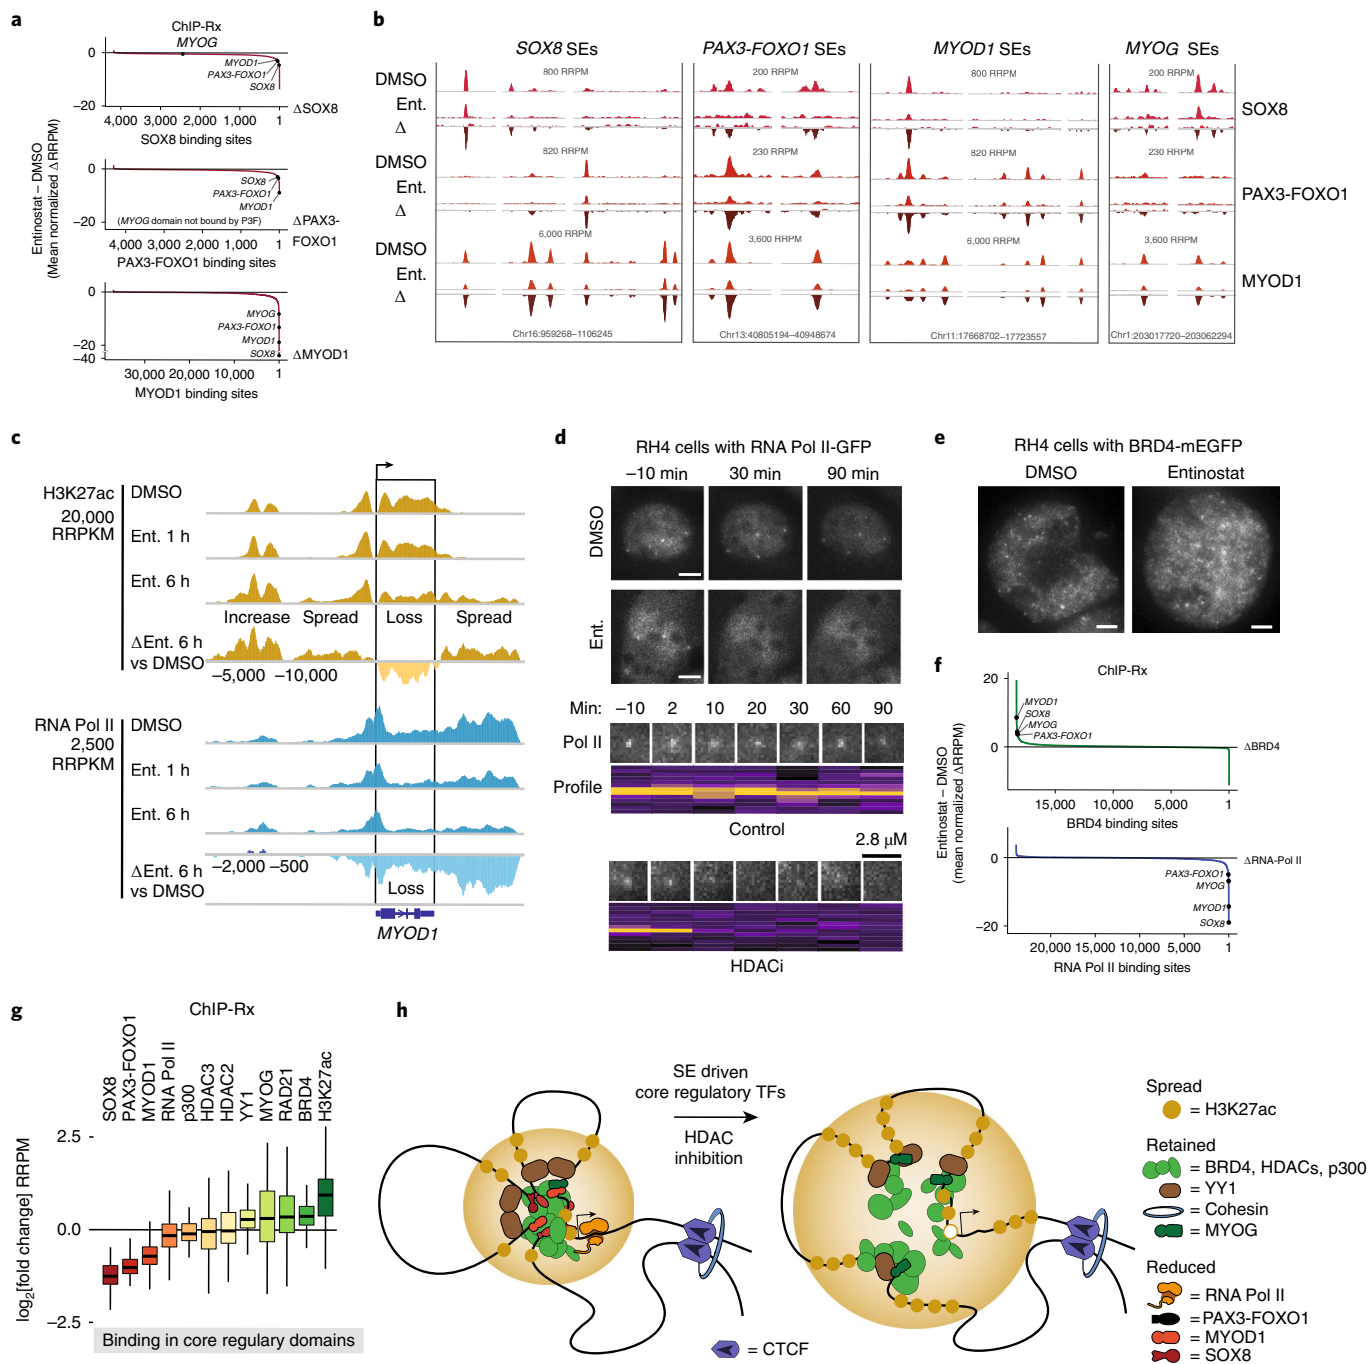 a
ChIP-Rx
MYOG
0
MYOD1
PAX3-FOXO1
SOX8
–20
ΔSOX8
4,000 3,000 2,000 1,000 1
SOX8 binding sites
0
SOX8
PAX3-FOXO1
MYOD1
(MYOG domain not bound by P3F)
–20
ΔPAX3-
FOXO1
4,000 3,000 2,000 1,000 1
PAX3-FOXO1 binding sites
0
MYOG
PAX3-FOXO1
MYOD1
SOX8
–20
–40
ΔMYOD1
30,000 20,000 10,000 1
MYOD1 binding sites
Entinostat – DMSO
(Mean normalized ΔRRPM)
b
SOX8 SEs PAX3-FOXO1 SEs MYOD1 SEs MYOG SEs
DMSO 800 RRPM 200 RRPM 800 RRPM 200 RRPM
Ent. SOX8
Δ
DMSO 820 RRPM 230 RRPM 820 RRPM 230 RRPM
Ent. PAX3-FOXO1
Δ
DMSO 6,000 RRPM 3,600 RRPM 6,000 RRPM 3,600 RRPM
Ent. MYOD1
Δ
Chr16:959268–1106245 Chr13:40805194–40948674 Chr11:17668702–17723557 Chr1:203017720–203062294
c
H3K27ac
20,000
RRPKM
DMSO
Ent. 1 h
Ent. 6 h
Increase Spread Loss Spread
ΔEnt. 6 h
vs DMSO
–5,000 –10,000
RNA Pol II
2,500
RRPKM
DMSO
Ent. 1 h
Ent. 6 h
ΔEnt. 6 h
vs DMSO
–2,000 –500
Loss
MYOD1
d
RH4 cells with RNA Pol II-GFP
–10 min 30 min 90 min
DMSO
Ent.
Min: –10 2 10 20 30 60 90
Pol II
Profile
Control
2.8 µM
HDACi
e
RH4 cells with BRD4-mEGFP
DMSO Entinostat
f
ChIP-Rx
20
MYOD1
SOX8
MYOG
PAX3-FOXO1
0
ΔBRD4
15,000 10,000 5,000 1
BRD4 binding sites
0
ΔRNA-Pol II
PAX3-FOXO1
MYOG
MYOD1
SOX8
–20
20,000 15,000 10,000 5,000 1
RNA Pol II binding sites
Entinostat – DMSO
(mean normalized ΔRRPM)
g
ChIP-Rx
SOX8
PAX3-FOXO1
MYOD1
RNA Pol II
p300
HDAC3
HDAC2
YY1
MYOG
RAD21
BRD4
H3K27ac
log2[fold change] RRPM
2.5
0.0
–2.5
Binding in core regulary domains
h
SE driven
core regulatory TFs
HDAC
inhibition
= CTCF
Spread
= H3K27ac
Retained
= BRD4, HDACs, p300
= YY1
= Cohesin
= MYOG
Reduced
= RNA Pol II
= PAX3-FOXO1
= MYOD1
= SOX8